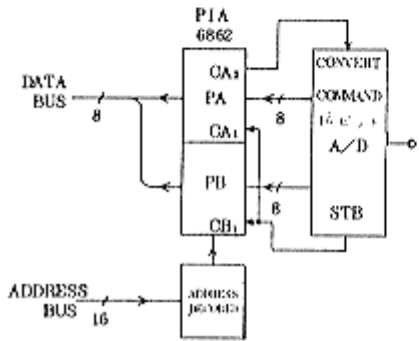 PIA
6862
CA₂
CONVERT
DATA
BUS
8
PA
8
COMMAND
CA₁
A/D
PB
8
STB
CB₁
ADDRESS
BUS
16
ADDRESS